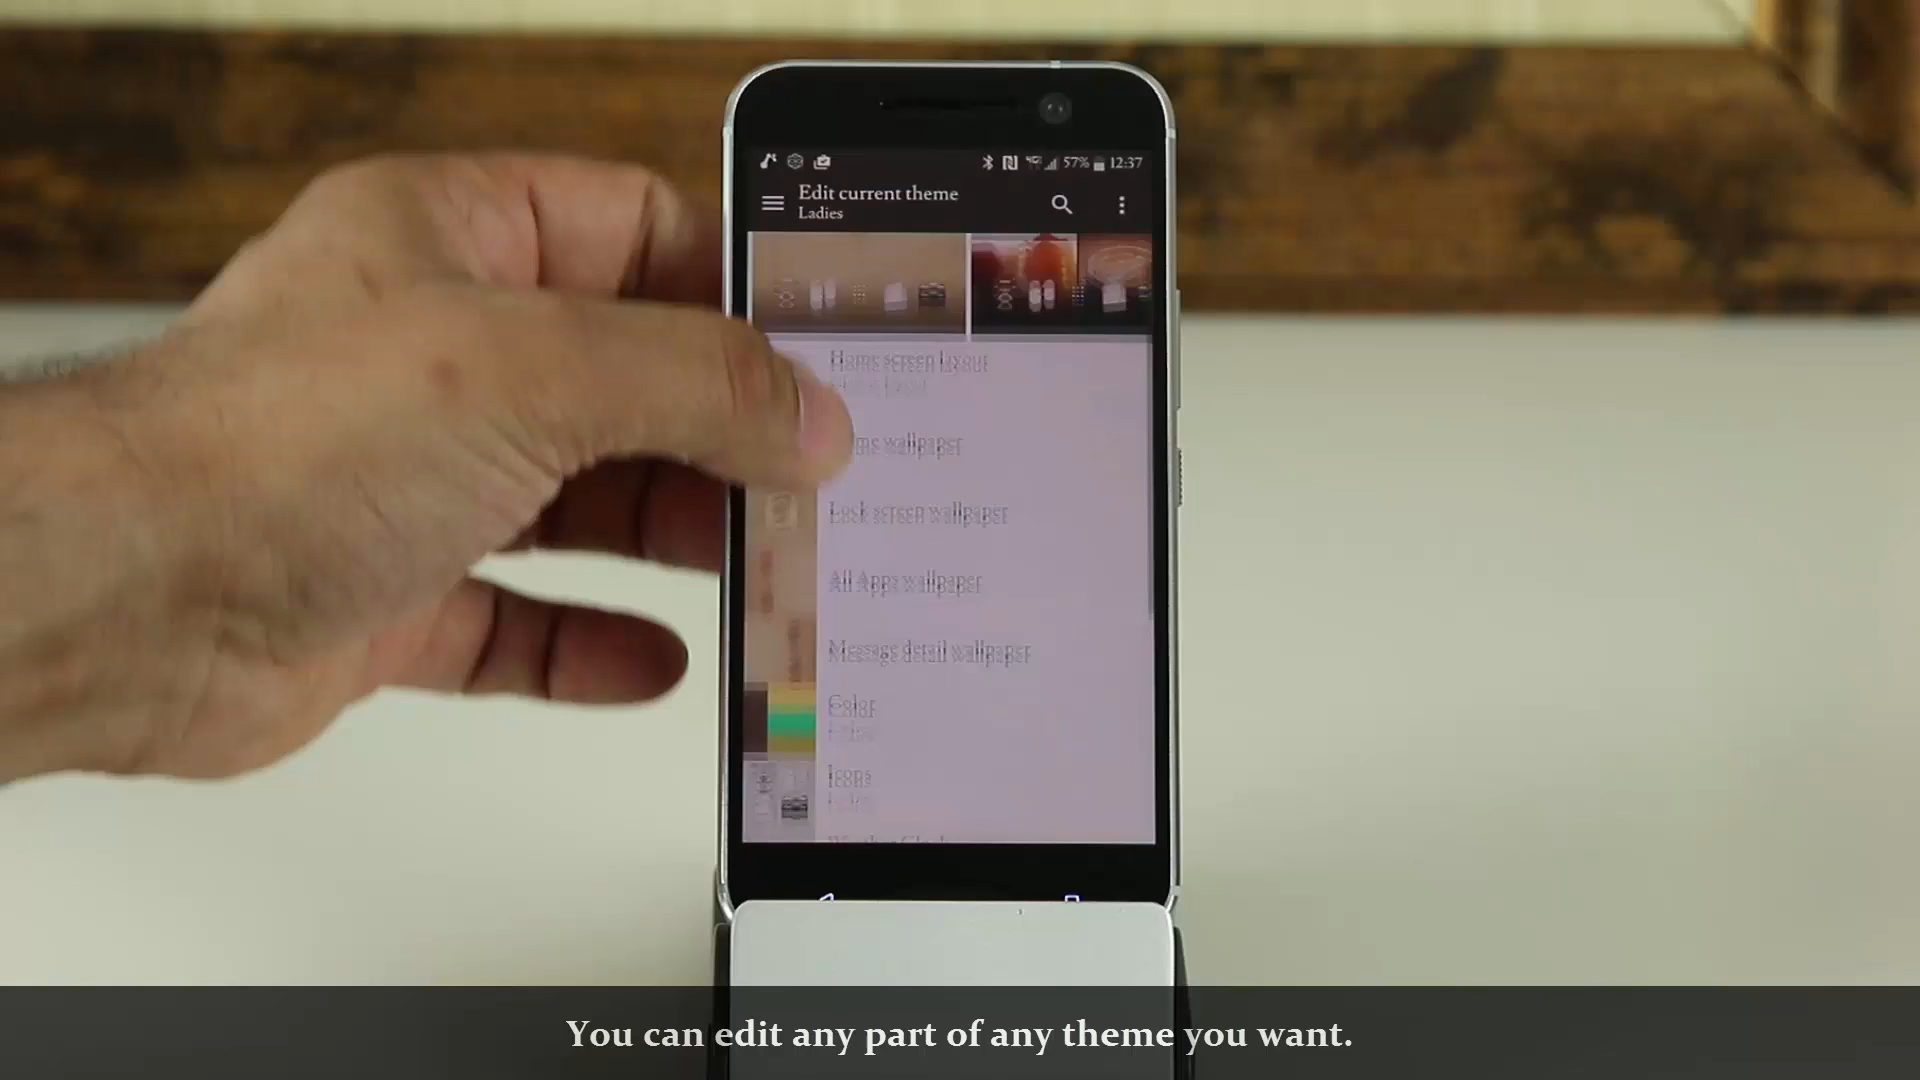 57% 12:37
Edit current theme
Ladies
Home screen layout
wallpaper
Lock screen wallpaper
All Apps wallpaper
Message detail wallpaper
Color
Icons
You can edit any part of any theme you want.